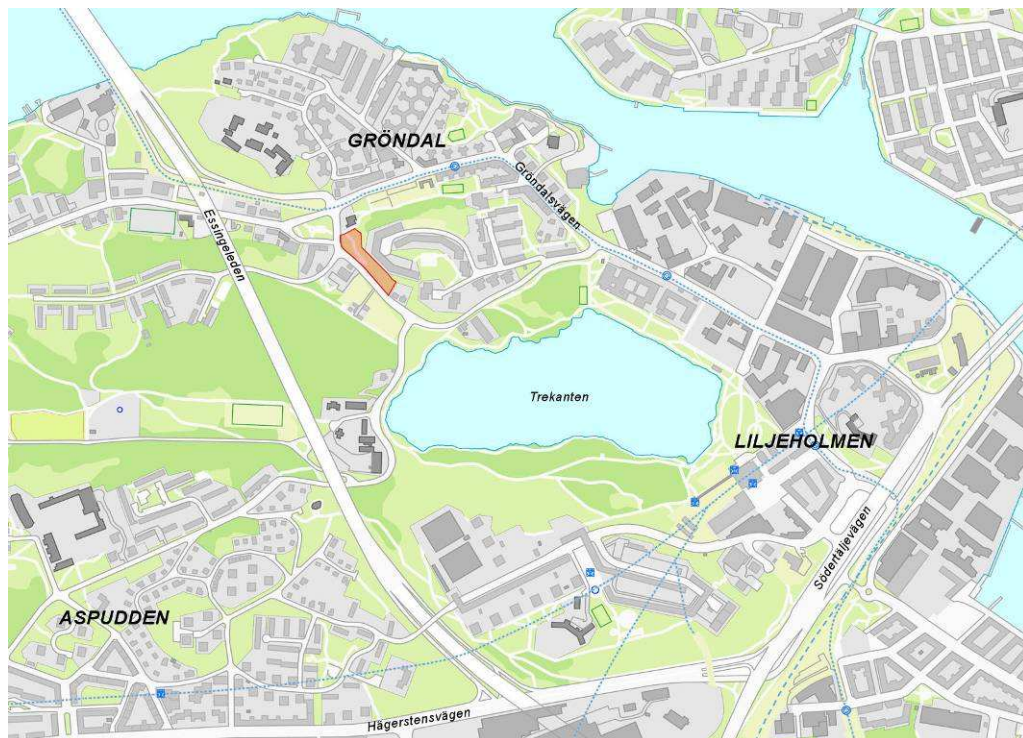 GRÖNDAL
Gröndalsvägen
Essingeleden
Trekanten
LILJEHOLMEN
Södertäljevägen
ASPUDDEN
Hägerstensvägen